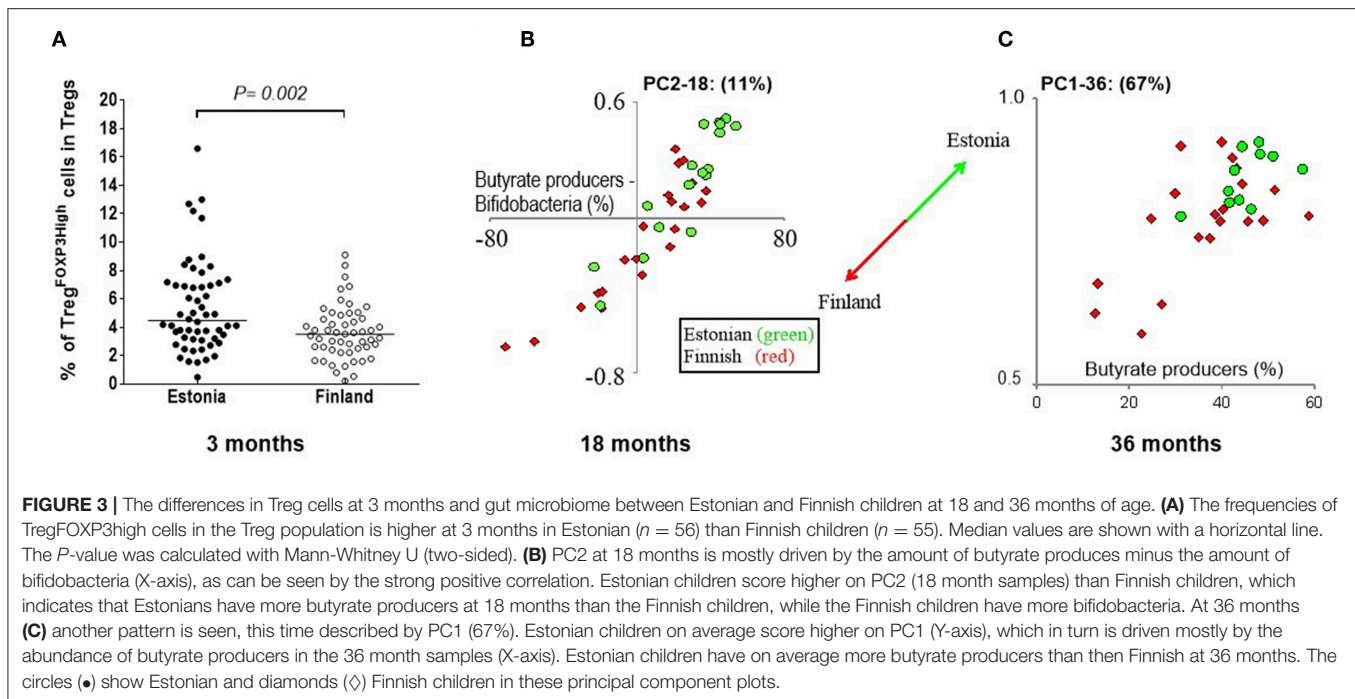 A
B
C
P= 0.002
% of Treg^FOXP3High cells in Tregs
20
18
16
14
12
10
8
6
4
2
0
Estonia
Finland
3 months
PC2-18: (11%)
0.6
Butyrate producers -
Bifidobacteria (%)
-80
80
-0.8
Estonian (green)
Finnish (red)
18 months
Estonia
Finland
PC1-36: (67%)
1.0
0.5
Butyrate producers (%)
0
20
40
60
36 months
FIGURE 3 | The differences in Treg cells at 3 months and gut microbiome between Estonian and Finnish children at 18 and 36 months of age. (A) The frequencies of
TregFOXP3high cells in the Treg population is higher at 3 months in Estonian (n = 56) than Finnish children (n = 55). Median values are shown with a horizontal line.
The P-value was calculated with Mann-Whitney U (two-sided). (B) PC2 at 18 months is mostly driven by the amount of butyrate produces minus the amount of
bifidobacteria (X-axis), as can be seen by the strong positive correlation. Estonian children score higher on PC2 (18 month samples) than Finnish children, which
indicates that Estonians have more butyrate producers at 18 months than the Finnish children, while the Finnish children have more bifidobacteria. At 36 months
(C) another pattern is seen, this time described by PC1 (67%). Estonian children on average score higher on PC1 (Y-axis), which in turn is driven mostly by the
abundance of butyrate producers in the 36 month samples (X-axis). Estonian children have on average more butyrate producers than then Finnish at 36 months. The
circles (●) show Estonian and diamonds (◇) Finnish children in these principal component plots.